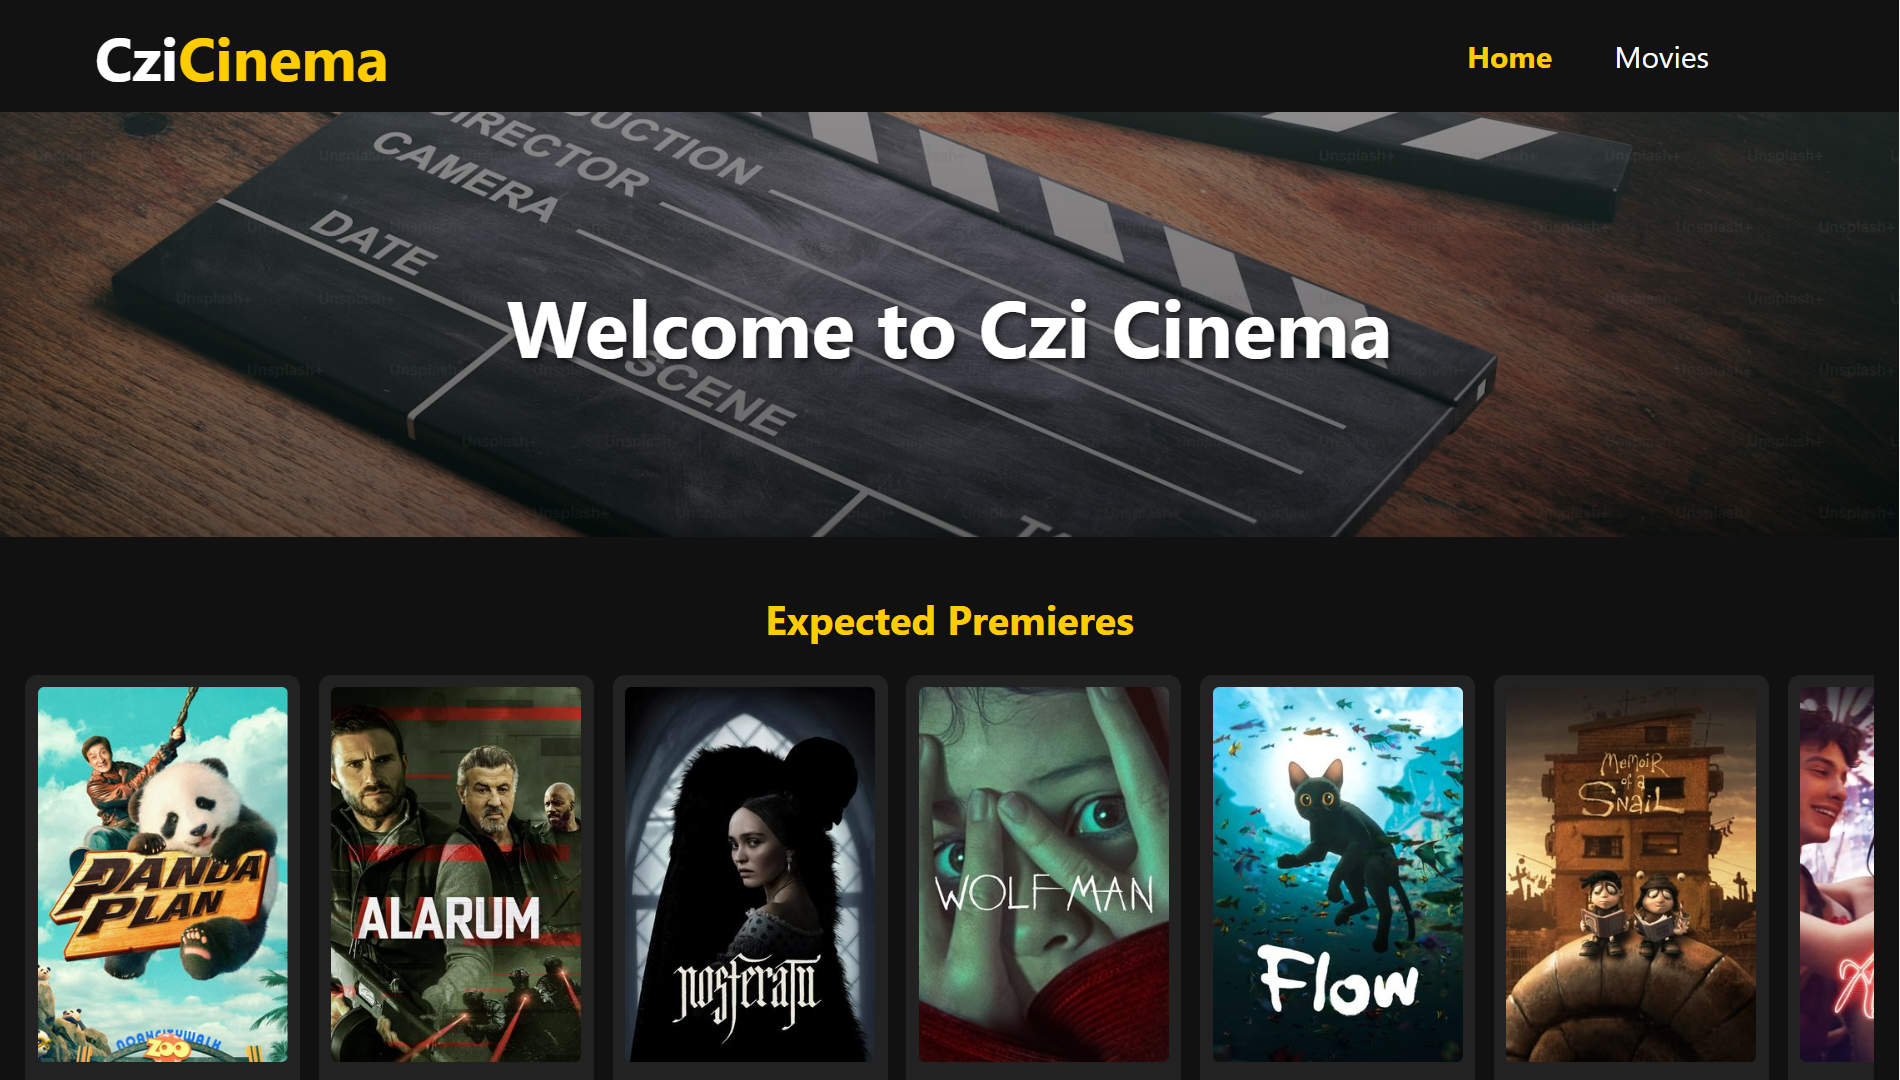 CziCinema
Home
Movies
DIRECTOR
CAMERA
DATE
SCENE
Welcome to Czi Cinema
Expected Premieres
PANDA
PLAN
ZOO
ALARUM
nosferatu
WOLF MAN
Flow
MEMOIR
of a
SNAIL
Unsplash+